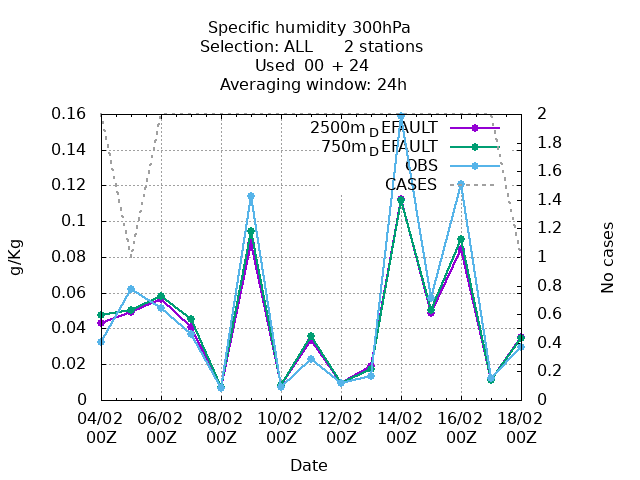 Specific humidity 300hPa
Selection: ALL 2 stations
Used 00 + 24
Averaging window: 24h
2500m_DEFAULT
750m_DEFAULT
OBS
CASES
0.16
0.14
0.12
0.1
0.08
0.06
0.04
0.02
0
2
1.8
1.6
1.4
1.2
1
0.8
0.6
0.4
0.2
0
g/Kg
No cases
04/02 06/02 08/02 10/02 12/02 14/02 16/02 18/02
00Z 00Z 00Z 00Z 00Z 00Z 00Z 00Z
Date